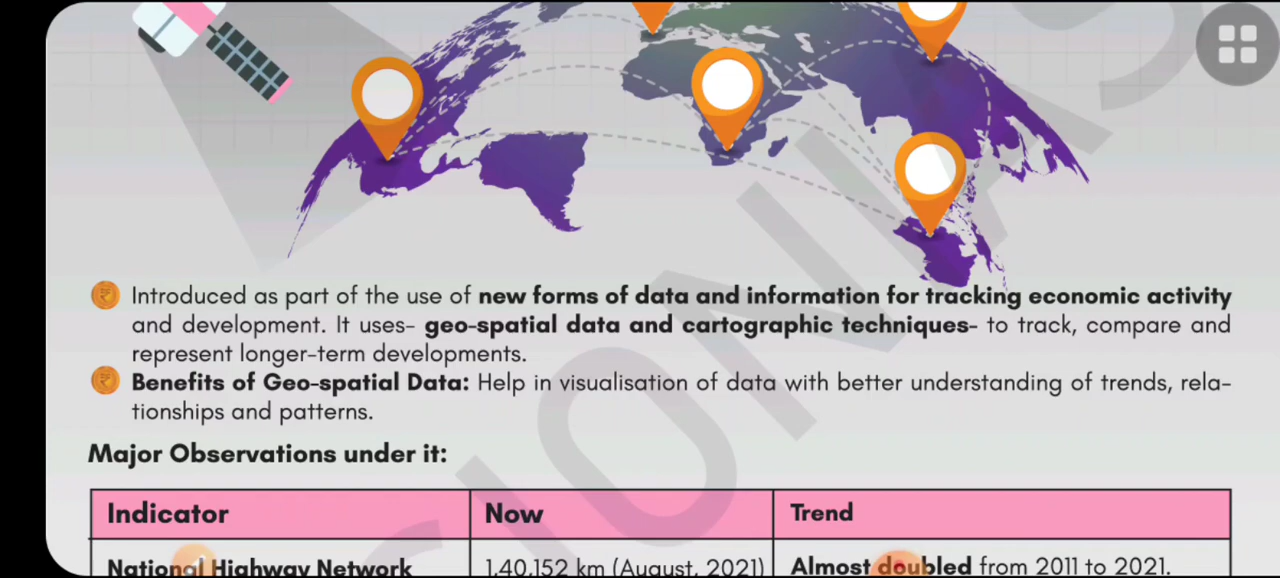 Introduced as part of the use of new forms of data and information for tracking economic activity
and development. It uses- geo-spatial data and cartographic techniques- to track, compare and
represent longer-term developments.
Benefits of Geo-spatial Data: Help in visualisation of data with better understanding of trends, rela-
tionships and patterns.
Major Observations under it:
Indicator Now Trend
National Highway Network 1,40,152 km (August, 2021) Almost doubled from 2011 to 2021.